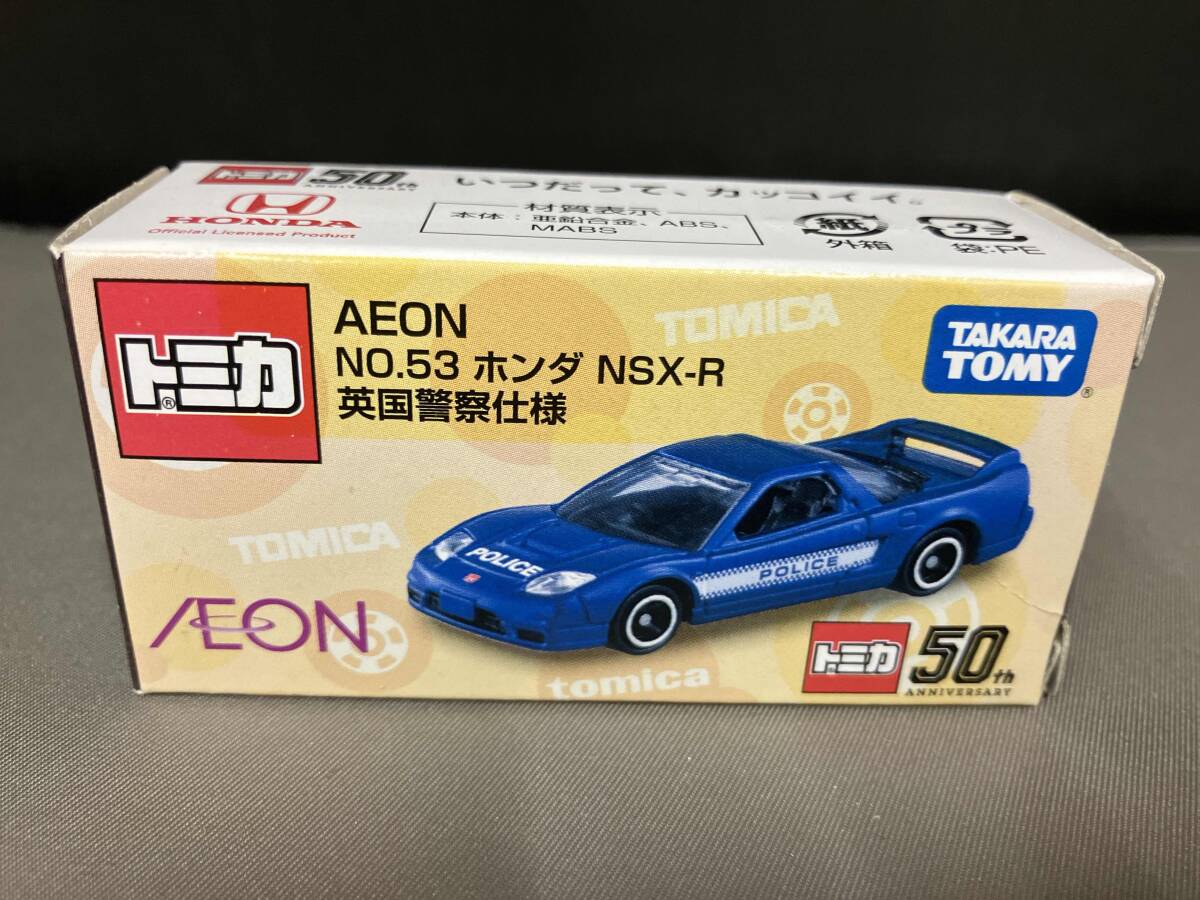 トミカ 50th
ANNIVERSARY
いつだって、カッコイイ。
HONDA
Official Licensed Product
材質表示
本体：亜鉛合金、ABS、
MABS
紙
外箱
プラ
袋:PE
トミカ®
AEON
NO.53 ホンダ NSX-R
英国警察仕様
TOMICA
TAKARA
TOMY®
TOMICA
POLICE
POLICE
AEON
トミカ 50th
ANNIVERSARY
tomica